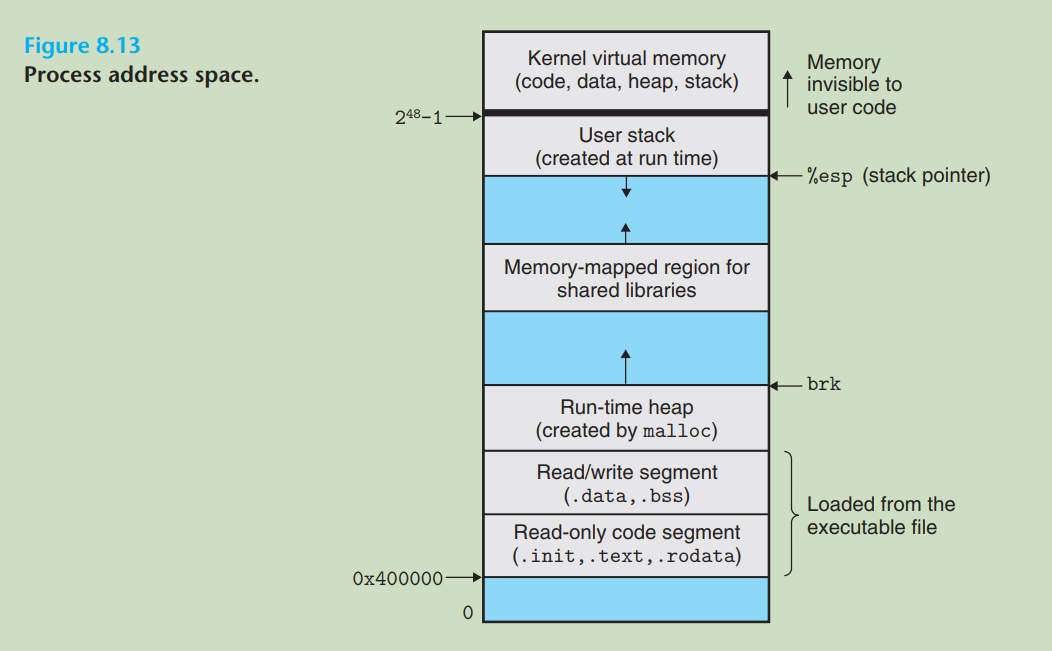 Figure 8.13
Process address space.
Kernel virtual memory
(code, data, heap, stack)
Memory
invisible to
user code
2⁴⁸−1
User stack
(created at run time)
%esp (stack pointer)
Memory-mapped region for
shared libraries
brk
Run-time heap
(created by malloc)
Read/write segment
(.data,.bss)
Loaded from the
executable file
Read-only code segment
(.init,.text,.rodata)
0x400000
0